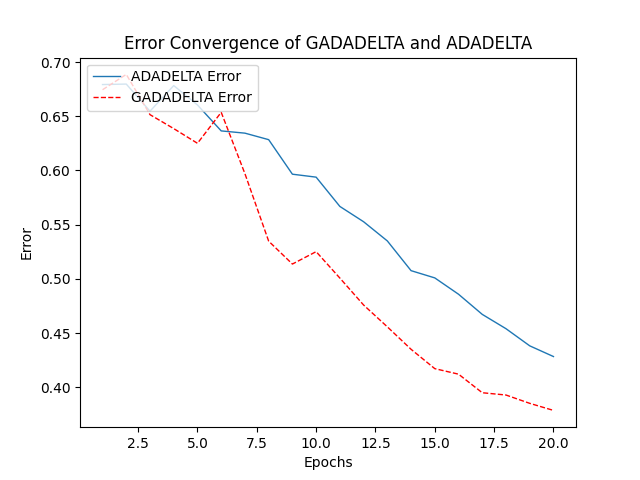 Error Convergence of GADADELTA and ADADELTA
ADADELTA Error
GADADELTA Error
0.70
0.65
0.60
0.55
0.50
0.45
0.40
Error
2.5 5.0 7.5 10.0 12.5 15.0 17.5 20.0
Epochs